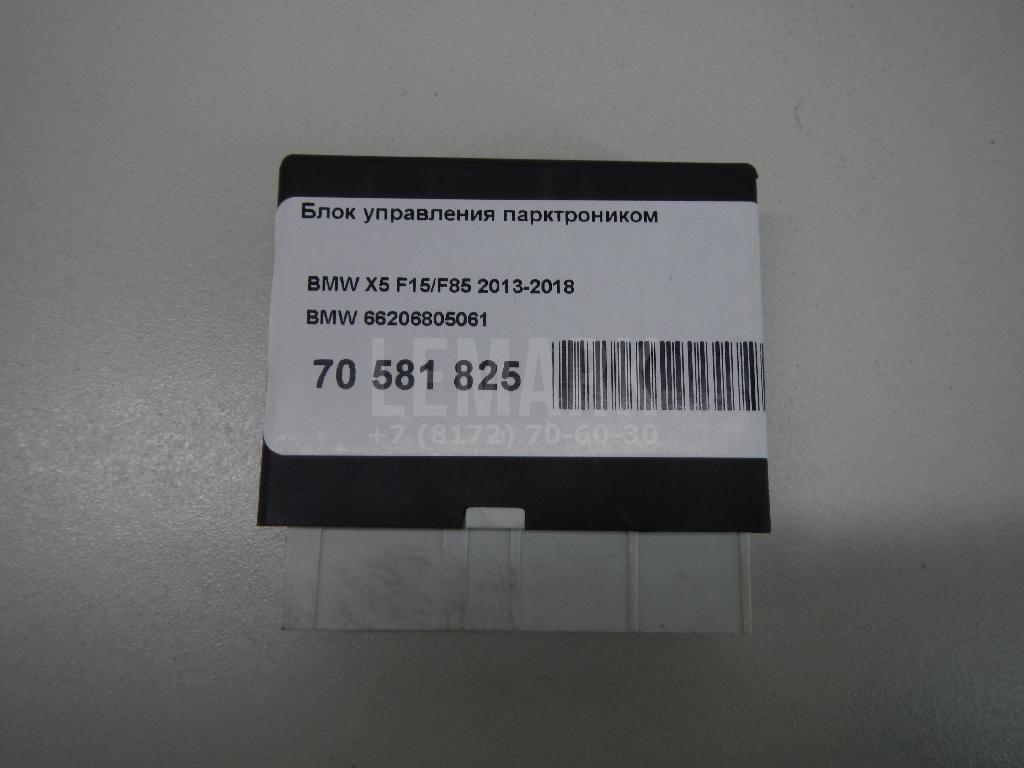 Блок управления парктроником
BMW X5 F15/F85 2013-2018
BMW 66206805061
70 581 825
+7 (8172) 70-60-30